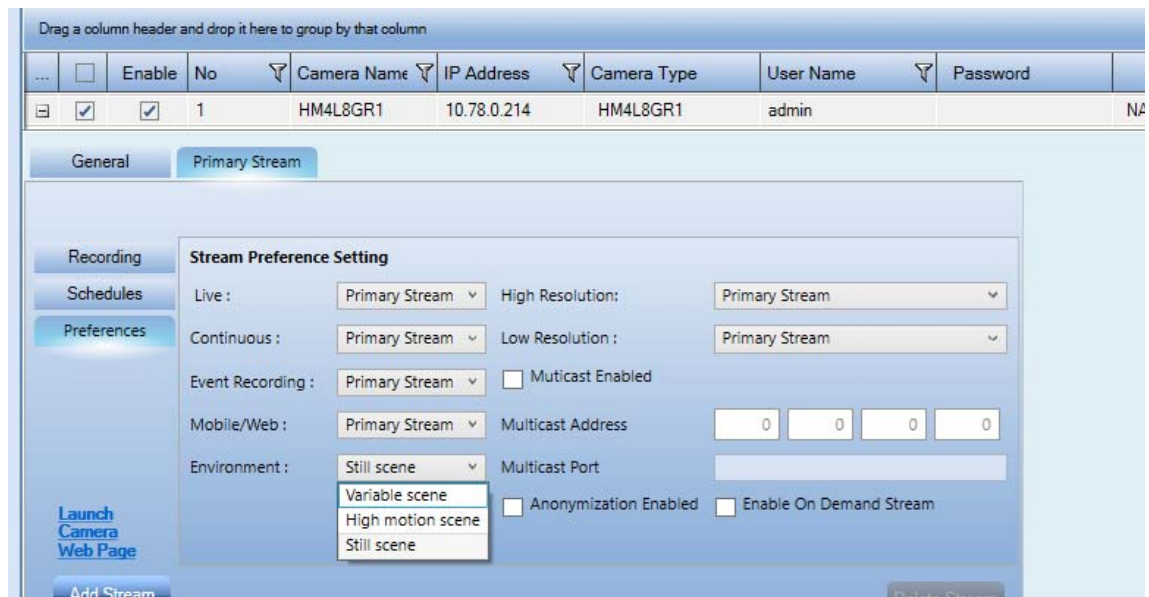 Drag a column header and drop it here to group by that column
... Enable No Camera Name IP Address Camera Type User Name Password
1 HM4L8GR1 10.78.0.214 HM4L8GR1 admin NA
General Primary Stream
Recording
Schedules
Preferences
Stream Preference Setting
Live : Primary Stream High Resolution: Primary Stream
Continuous : Primary Stream Low Resolution : Primary Stream
Event Recording : Primary Stream Muticast Enabled
Mobile/Web : Primary Stream Multicast Address 0 0 0 0
Environment : Still scene Multicast Port
Variable scene
High motion scene
Still scene
Anonymization Enabled Enable On Demand Stream
Launch
Camera
Web Page
Add Stream
Delete Stream